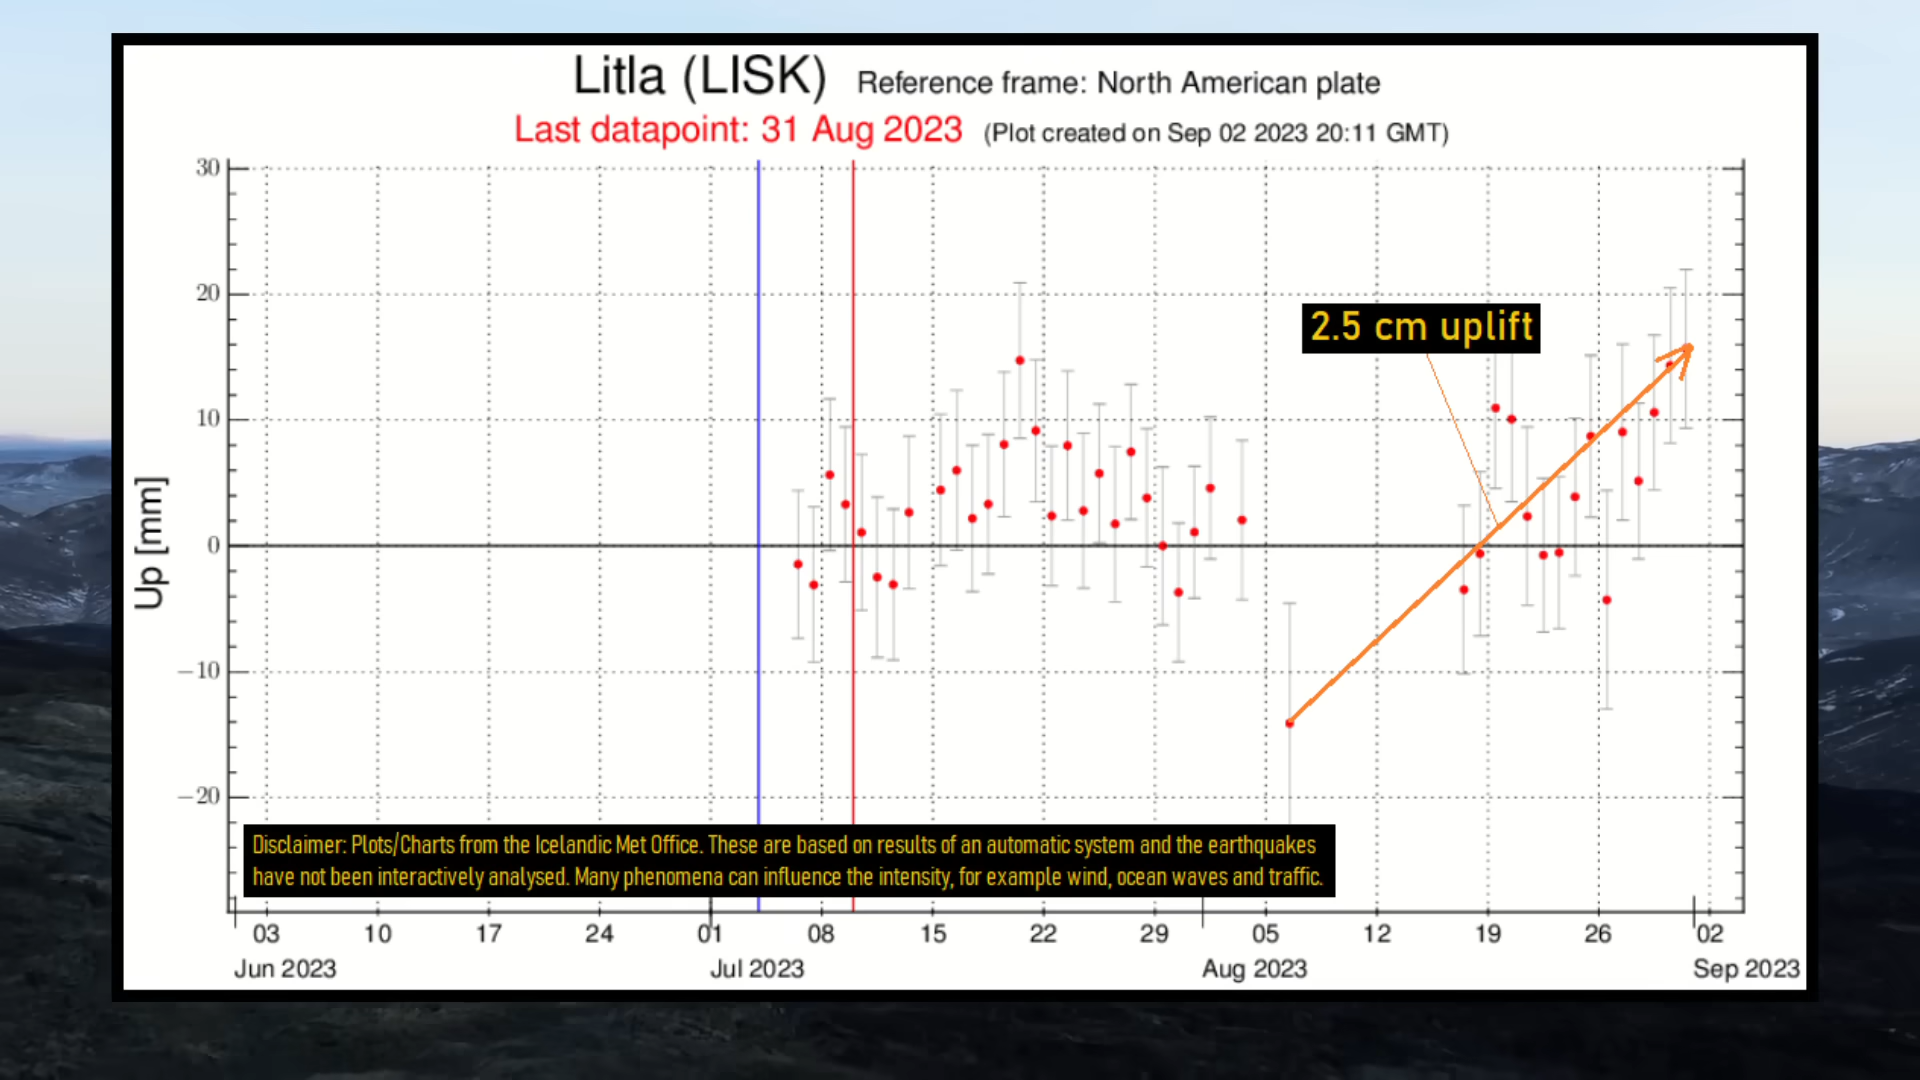 Litla (LISK) Reference frame: North American plate
Last datapoint: 31 Aug 2023 (Plot created on Sep 02 2023 20:11 GMT)
30
20
10
0
−10
−20
Up [mm]
2.5 cm uplift
Disclaimer: Plots/Charts from the Icelandic Met Office. These are based on results of an automatic system and the earthquakes
have not been interactively analysed. Many phenomena can influence the intensity, for example wind, ocean waves and traffic.
03 10 17 24 01 08 15 22 29 05 12 19 26 02
Jun 2023 Jul 2023 Aug 2023 Sep 2023